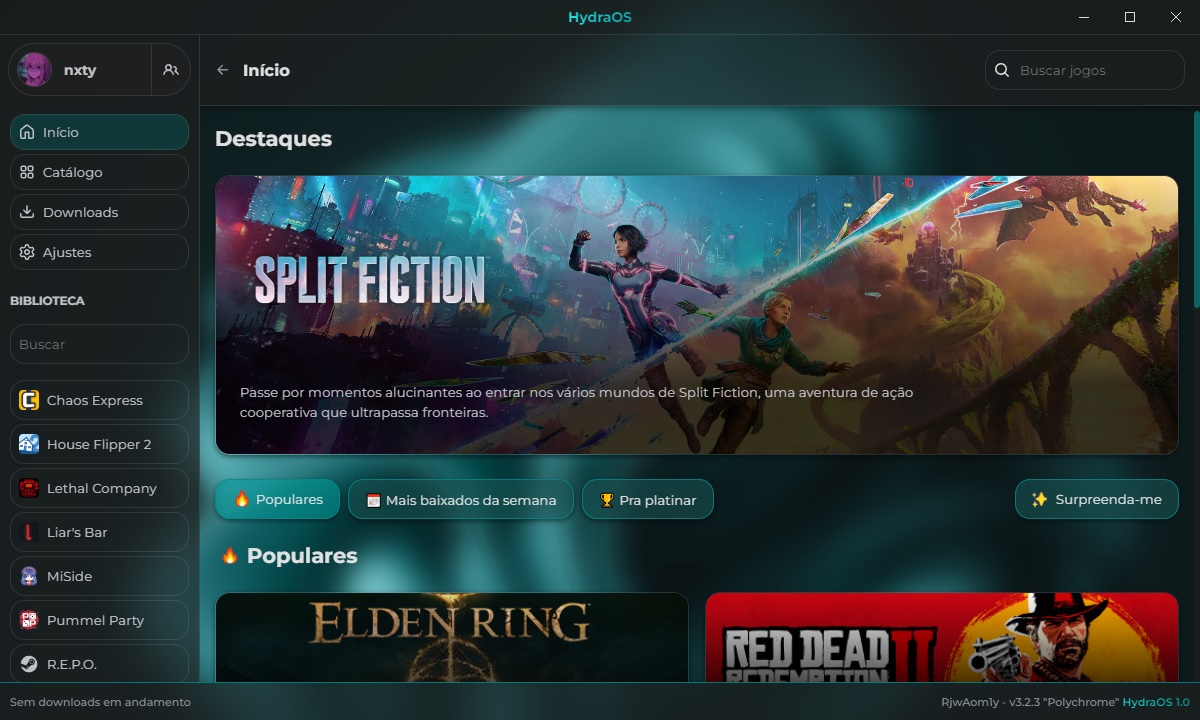 HydraOS
nxty
Início
Buscar jogos
Início
Catálogo
Downloads
Ajustes
BIBLIOTECA
Buscar
Chaos Express
House Flipper 2
Lethal Company
Liar's Bar
MiSide
Pummel Party
R.E.P.O.
Destaques
SPLIT FICTION
Passe por momentos alucinantes ao entrar nos vários mundos de Split Fiction, uma aventura de ação
cooperativa que ultrapassa fronteiras.
Populares
Mais baixados da semana
Pra platinar
Surpreenda-me
Populares
ELDEN RING
RED DEAD II
REDEMPTION
Sem downloads em andamento
RjwAom1y - v3.2.3 "Polychrome" HydraOS 1.0